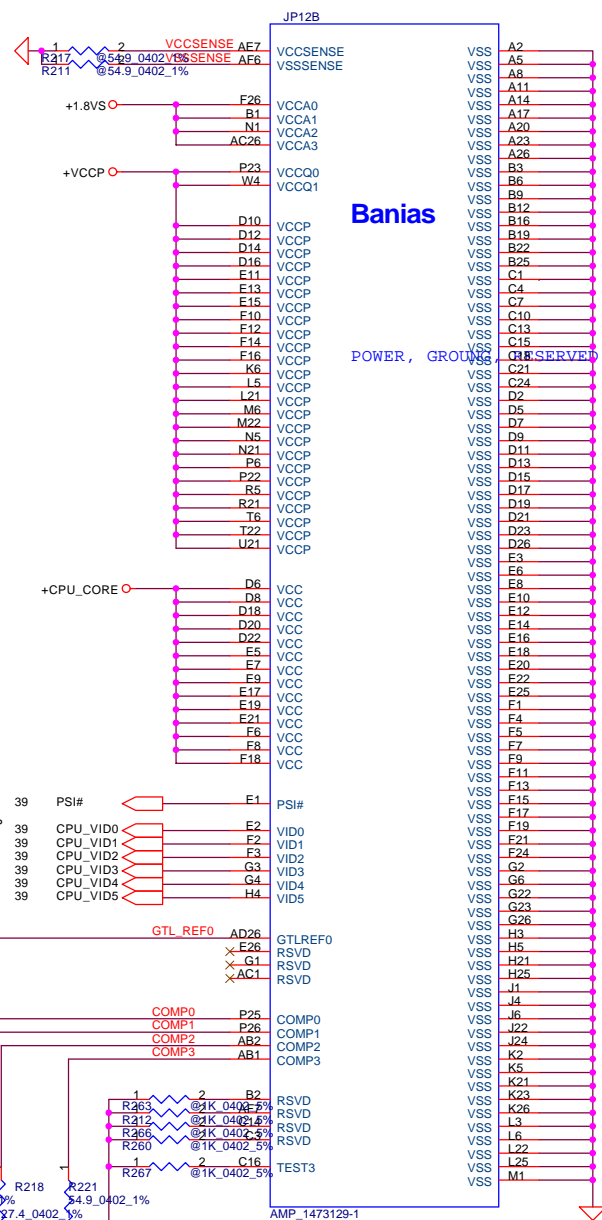 JP12B
1 2 VCCSENSE AE7 VCCSENSE VSS A2
R217 @54.9_0402_1% VSSSENSE AF6 VSSSENSE VSS A5
R211 @54.9_0402_1% VSS A8
VSS A11
+1.8VS F26 VCCA0 VSS A14
B1 VCCA1 VSS A17
N1 VCCA2 VSS A20
AC26 VCCA3 VSS A23
VSS A26
+VCCP P23 VCCQ0 VSS B3
W4 VCCQ1 VSS B6
VSS B9
Banias VSS B12
D10 VCCP VSS B16
D12 VCCP VSS B19
D14 VCCP VSS B22
D16 VCCP VSS B25
E11 VCCP VSS C1
E13 VCCP VSS C4
E15 VCCP VSS C7
F10 VCCP VSS C10
F12 VCCP VSS C13
F14 VCCP VSS C15
F16 VCCP POWER, GROUNG, RESERVED VSS C18
K6 VCCP VSS C21
L5 VCCP VSS C24
L21 VCCP VSS D2
M6 VCCP VSS D5
M22 VCCP VSS D7
N5 VCCP VSS D9
N21 VCCP VSS D11
P6 VCCP VSS D13
P22 VCCP VSS D15
R5 VCCP VSS D17
R21 VCCP VSS D19
T6 VCCP VSS D21
T22 VCCP VSS D23
U21 VCCP VSS D26
VSS E3
VSS E6
+CPU_CORE D6 VCC VSS E8
D8 VCC VSS E10
D18 VCC VSS E12
D20 VCC VSS E14
D22 VCC VSS E16
E5 VCC VSS E18
E7 VCC VSS E20
E9 VCC VSS E22
E17 VCC VSS E25
E19 VCC VSS F1
E21 VCC VSS F4
F6 VCC VSS F5
F8 VCC VSS F7
F18 VCC VSS F9
VSS F11
VSS F13
39 PSI# E1 PSI# VSS F15
VSS F17
39 CPU_VID0 E2 VID0 VSS F19
39 CPU_VID1 F2 VID1 VSS F21
39 CPU_VID2 F3 VID2 VSS F24
39 CPU_VID3 G3 VID3 VSS G2
39 CPU_VID4 G4 VID4 VSS G6
39 CPU_VID5 H4 VID5 VSS G22
VSS G23
VSS G26
GTL_REF0 AD26 GTLREF0 VSS H3
E26 RSVD VSS H5
G1 RSVD VSS H21
AC1 RSVD VSS H25
VSS J1
VSS J4
COMP0 P25 COMP0 VSS J6
COMP1 P26 COMP1 VSS J22
COMP2 AB2 COMP2 VSS J24
COMP3 AB1 COMP3 VSS K2
VSS K5
VSS K21
1 2 B2 RSVD VSS K23
R263 @1K_0402_5% AF7 RSVD VSS K26
R212 @1K_0402_5% C14 RSVD VSS L3
R266 @1K_0402_5% C3 RSVD VSS L6
R260 @1K_0402_5% VSS L22
1 2 C16 TEST3 VSS L25
R267 @1K_0402_5% VSS M1
1
R218 R221
54.9_0402_1%
27.4_0402_1%
AMP_1473129-1